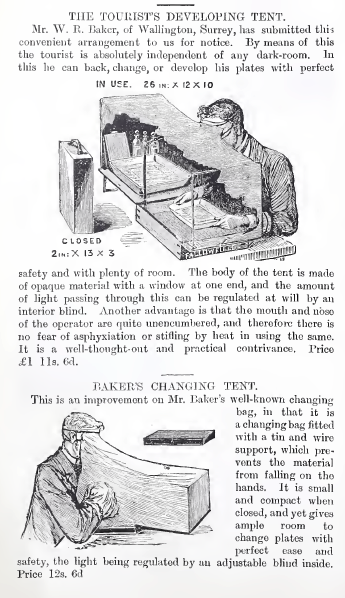 THE TOURIST'S DEVELOPING TENT.
Mr. W. R. Baker, of Wallington, Surrey, has submitted this
convenient arrangement to us for notice. By means of this
the tourist is absolutely independent of any dark-room. In
this he can back, change, or develop his plates with perfect
IN USE. 26 IN: X 12 X 10
CLOSED
2 IN: X 13 X 3
FALLOWFIELD
safety and with plenty of room. The body of the tent is made
of opaque material with a window at one end, and the amount
of light passing through this can be regulated at will by an
interior blind. Another advantage is that the mouth and nose
of the operator are quite unencumbered, and therefore there is
no fear of asphyxiation or stifling by heat in using the same.
It is a well-thought-out and practical contrivance. Price
£1 11s. 6d.
BAKER'S CHANGING TENT.
This is an improvement on Mr. Baker's well-known changing
bag, in that it is
a changing bag fitted
with a tin and wire
support, which pre-
vents the material
from falling on the
hands. It is small
and compact when
closed, and yet gives
ample room to
change plates with
perfect ease and
safety, the light being regulated by an adjustable blind inside.
Price 12s. 6d